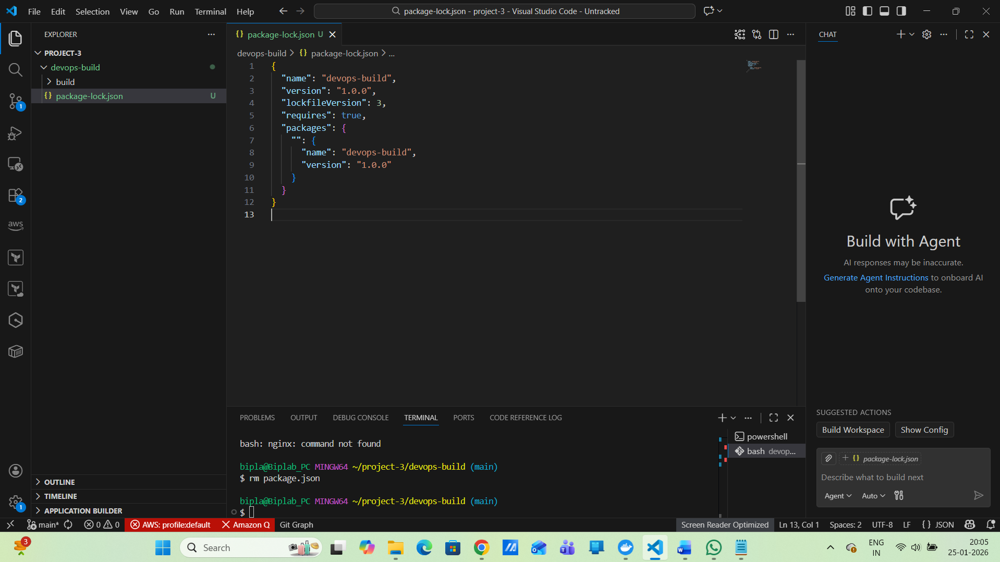 File Edit Selection View Go Run Terminal Help
package-lock.json - project-3 - Visual Studio Code - Untracked
EXPLORER
PROJECT-3
devops-build
build
package-lock.json U
1
2
aws
1
OUTLINE
TIMELINE
APPLICATION BUILDER
package-lock.json U
devops-build > {} package-lock.json > ...
1 {
2 "name": "devops-build",
3 "version": "1.0.0",
4 "lockfileVersion": 3,
5 "requires": true,
6 "packages": {
7 "": {
8 "name": "devops-build",
9 "version": "1.0.0"
10 }
11 }
12 }
13
PROBLEMS OUTPUT DEBUG CONSOLE TERMINAL PORTS CODE REFERENCE LOG
bash: nginx: command not found
bipla@Biplab_PC MINGW64 ~/project-3/devops-build (main)
$ rm package.json
bipla@Biplab_PC MINGW64 ~/project-3/devops-build (main)
$
powershell
bash devop...
CHAT
Build with Agent
AI responses may be inaccurate.
Generate Agent Instructions to onboard AI
onto your codebase.
SUGGESTED ACTIONS
Build Workspace Show Config
+ {} package-lock.json
Describe what to build next
Agent Auto
main* 0 0 AWS: profile:default Amazon Q Git Graph
Screen Reader Optimized Ln 13, Col 1 Spaces: 2 UTF-8 LF {} JSON
3
Search
ENG
IN
20:05
25-01-2026